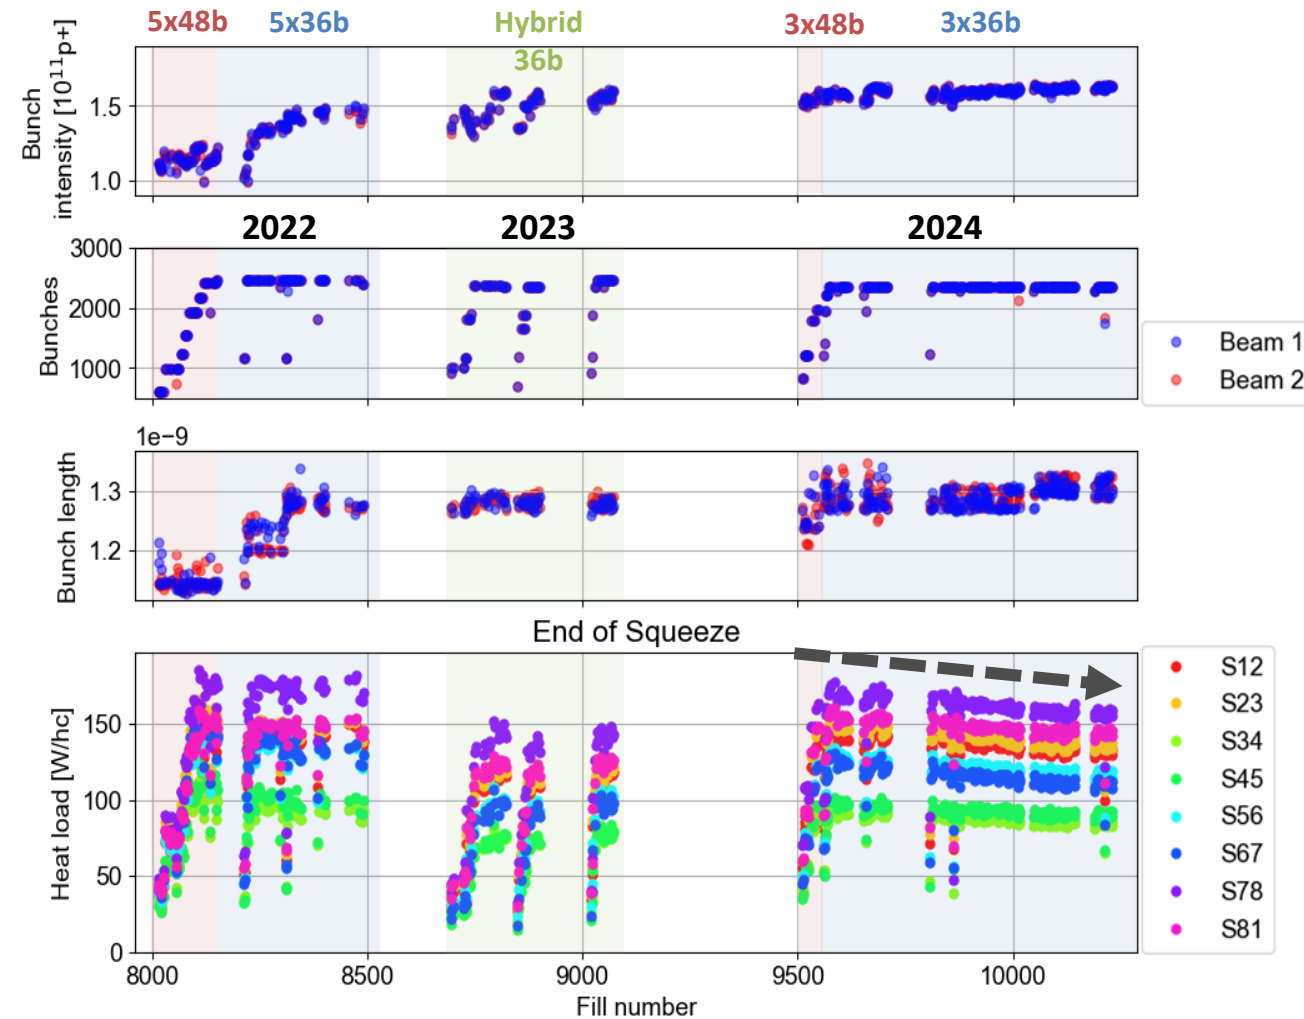 5x48b 5x36b Hybrid 36b 3x48b 3x36b
Bunch
intensity [10¹¹p+]
1.5
1.0
2022 2023 2024
Bunches
3000
2000
1000
Beam 1
Beam 2
1e−9
Bunch length
1.3
1.2
End of Squeeze
Heat load [W/hc]
150
100
50
0
8000 8500 9000 9500 10000
Fill number
S12
S23
S34
S45
S56
S67
S78
S81